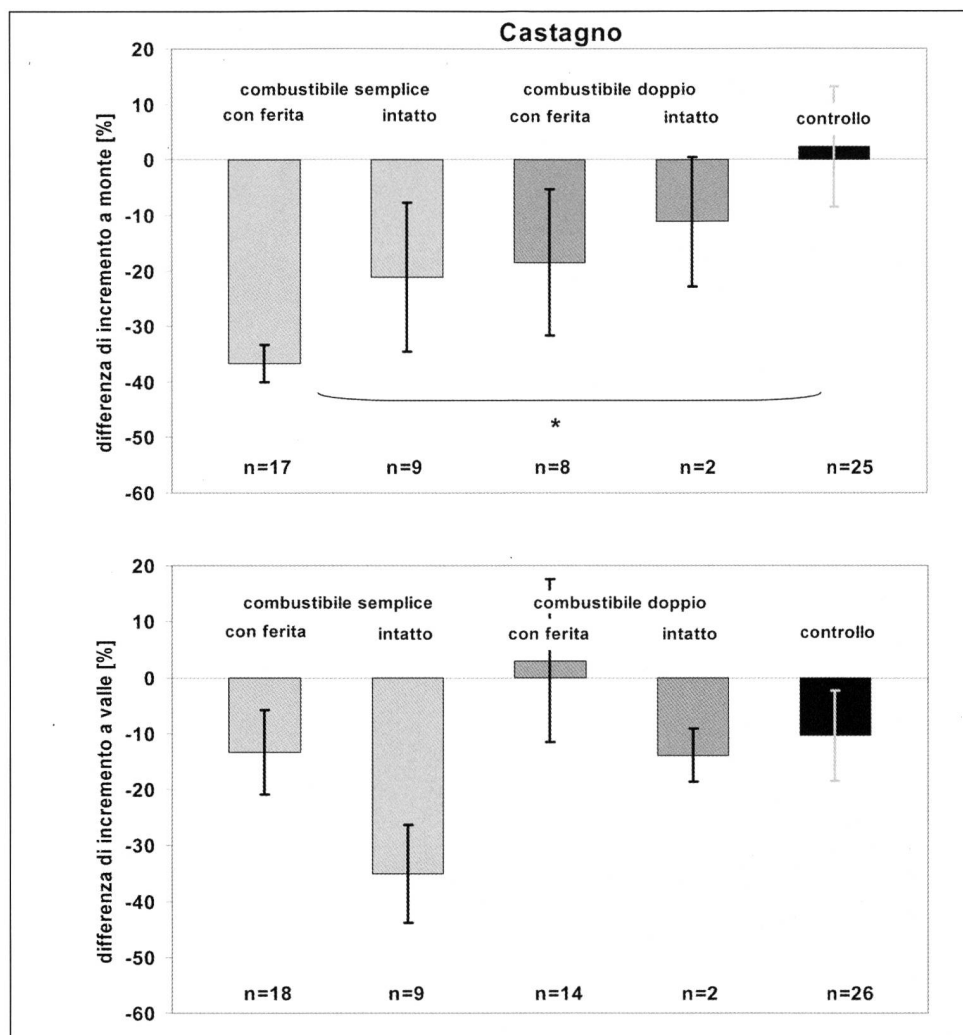 Castagno
differenza di incremento a monte [%]
20
10
0
-10
-20
-30
-40
-50
-60
combustibile semplice
combustibile doppio
con ferita
intatto
con ferita
intatto
controllo
*
n=17
n=9
n=8
n=2
n=25
differenza di incremento a valle [%]
20
10
0
-10
-20
-30
-40
-50
-60
combustibile semplice
combustibile doppio
con ferita
intatto
con ferita
intatto
controllo
n=18
n=9
n=14
n=2
n=26